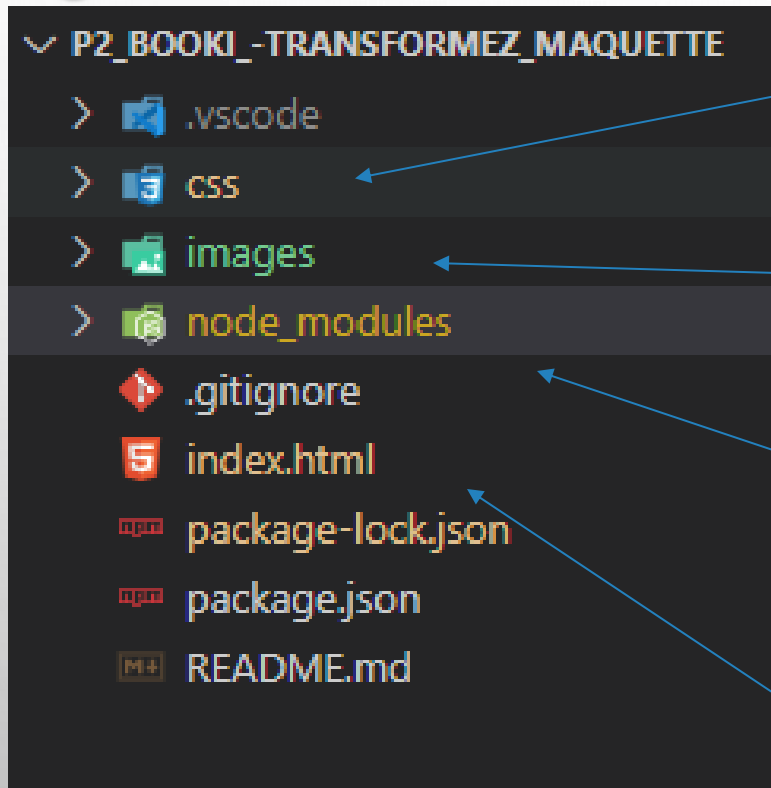 P2_BOOKI_-TRANSFORMEZ_MAQUETTE
.vscode
css
images
node_modules
.gitignore
index.html
package-lock.json
package.json
README.md